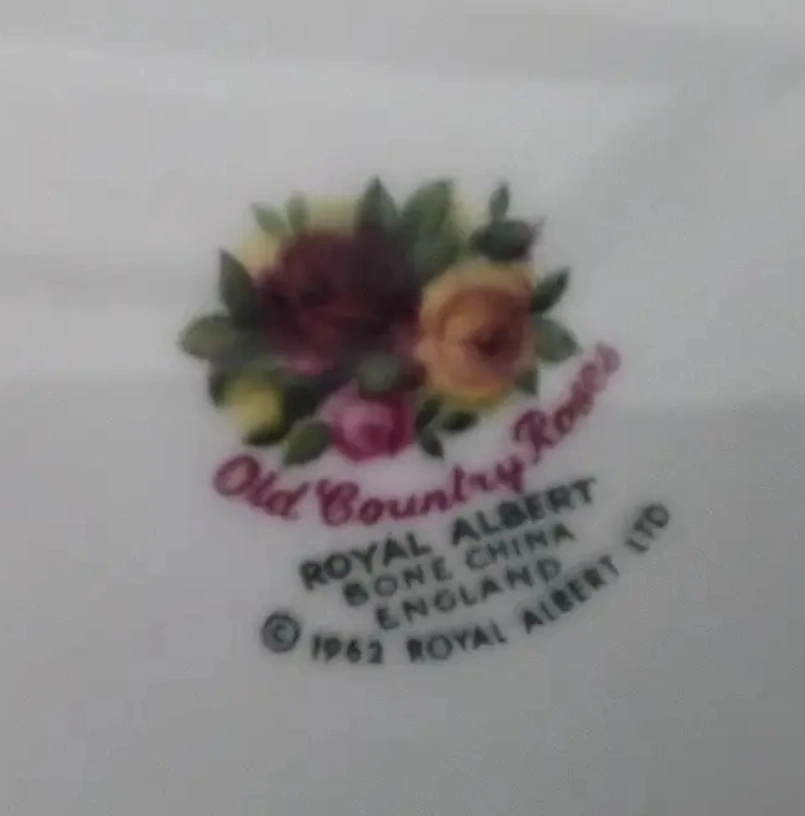 Old Country Roses
ROYAL ALBERT
BONE CHINA
ENGLAND
© 1962 ROYAL ALBERT LTD